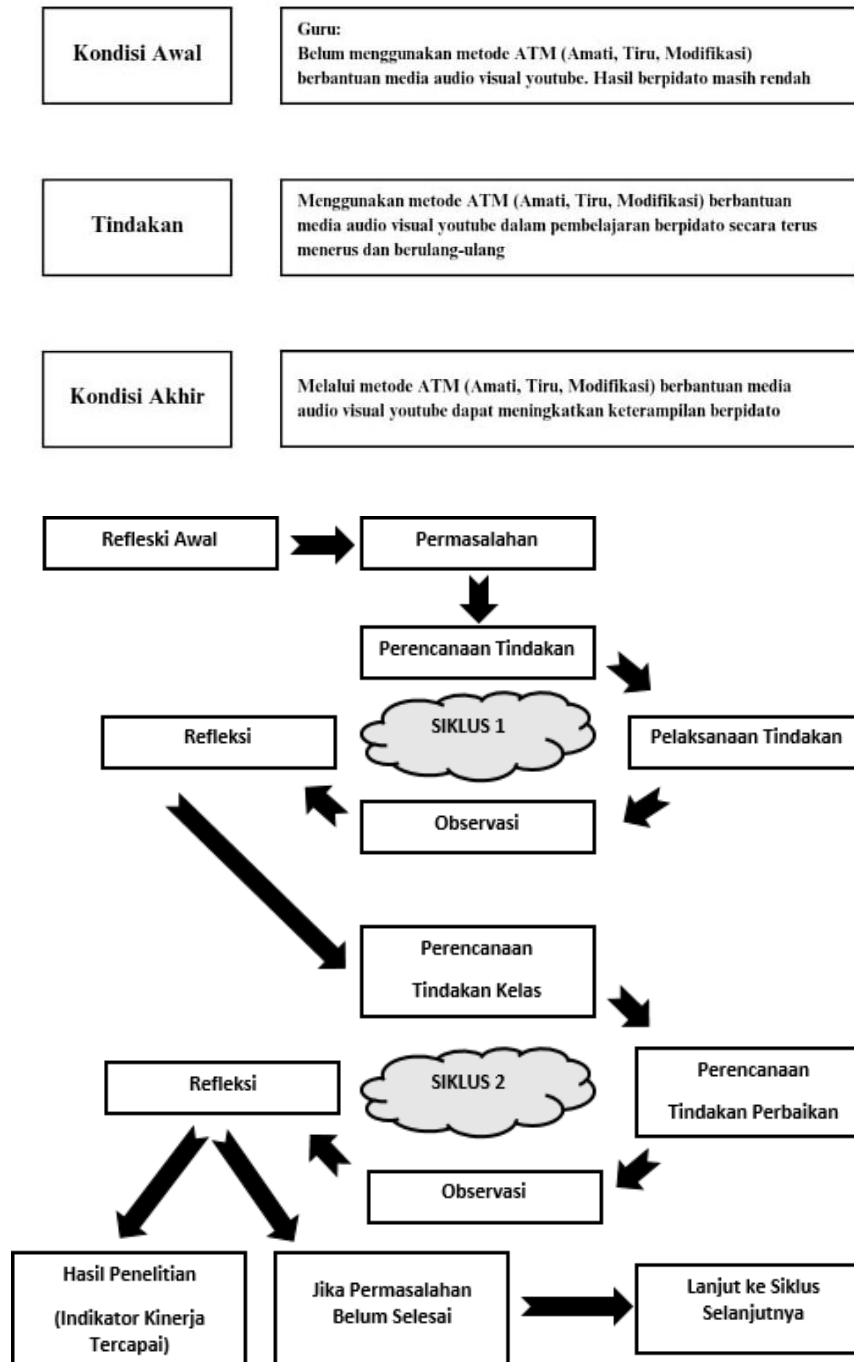 Kondisi Awal
Guru:
Belum menggunakan metode ATM (Amati, Tiru, Modifikasi)
berbantuan media audio visual youtube. Hasil berpidato masih rendah
Tindakan
Menggunakan metode ATM (Amati, Tiru, Modifikasi) berbantuan
media audio visual youtube dalam pembelajaran berpidato secara terus
menerus dan berulang-ulang
Kondisi Akhir
Melalui metode ATM (Amati, Tiru, Modifikasi) berbantuan media
audio visual youtube dapat meningkatkan keterampilan berpidato
Refleski Awal
Permasalahan
Perencanaan Tindakan
SIKLUS 1
Refleksi
Pelaksanaan Tindakan
Observasi
Perencanaan
Tindakan Kelas
SIKLUS 2
Refleksi
Perencanaan
Tindakan Perbaikan
Observasi
Hasil Penelitian
(Indikator Kinerja
Tercapai)
Jika Permasalahan
Belum Selesai
Lanjut ke Siklus
Selanjutnya